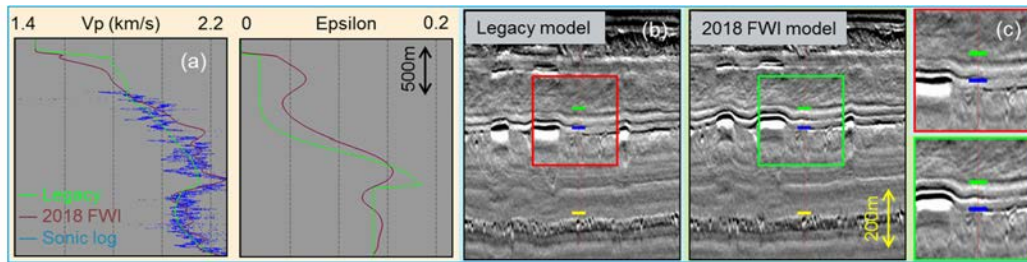 1.4 Vp (km/s) 2.2
(a)
Legacy
2018 FWI
Sonic log
0 Epsilon 0.2
500m
Legacy model
(b)
2018 FWI model
200m
(c)